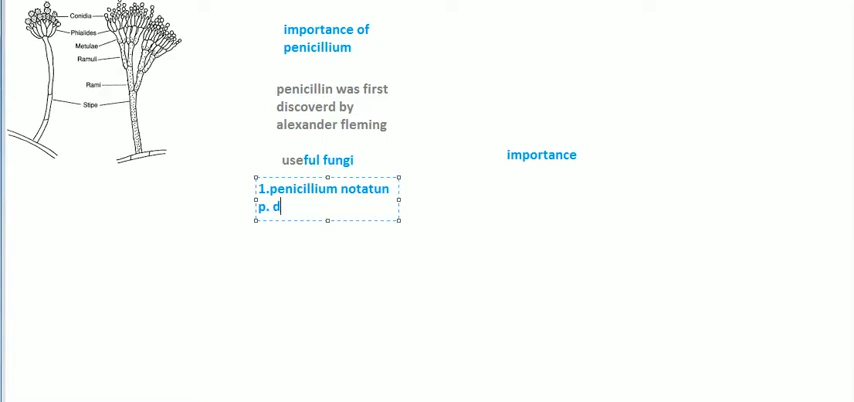 Conidia
Phialides
Metulae
Ramuli
Rami
Stipe
importance of
penicillium
penicillin was first
discoverd by
alexander fleming
useful fungi
importance
1.penicillium notatun
p. d